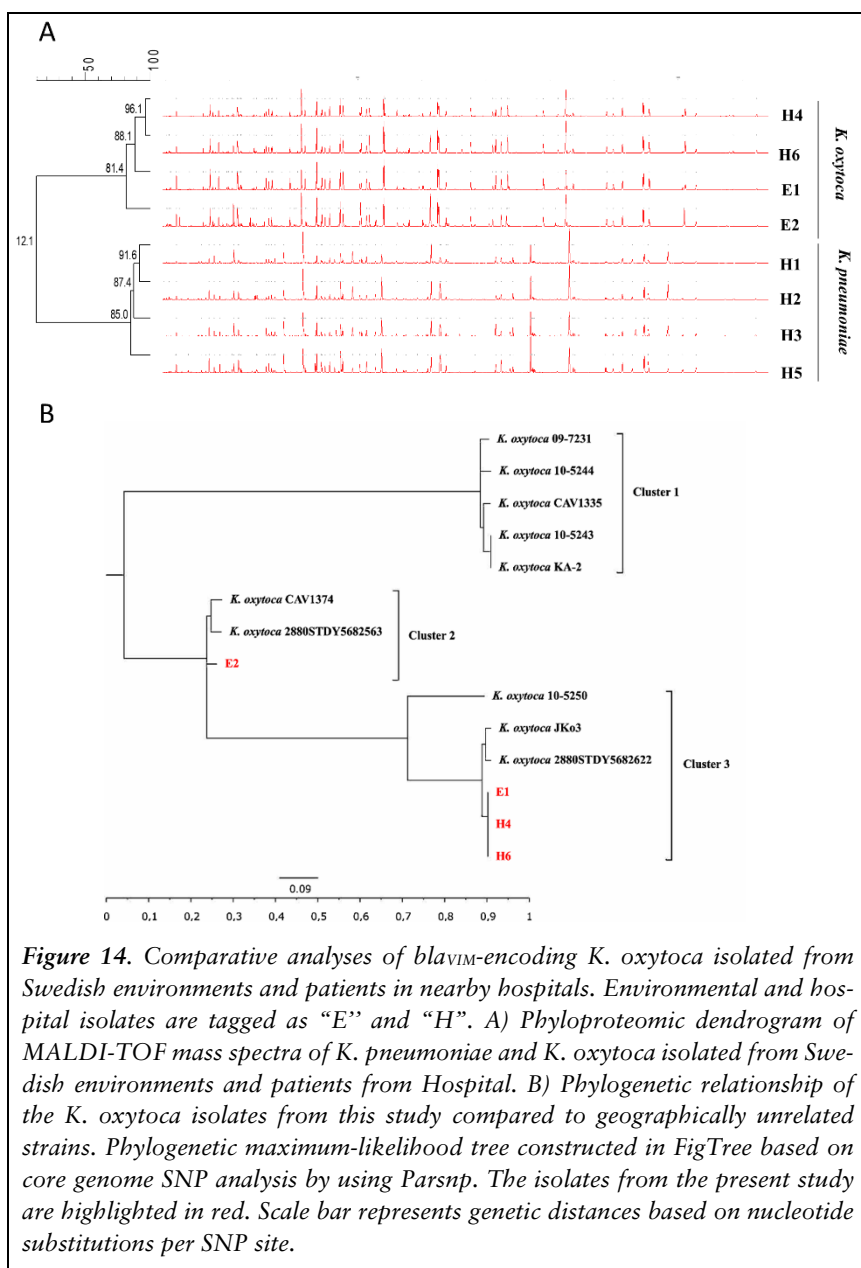 A
50
100
96.1
88.1
81.4
12.1
91.6
87.4
85.0
H4
H6
E1
E2
H1
H2
H3
H5
K. oxytoca
K. pneumoniae
B
K. oxytoca 09-7231
K. oxytoca 10-5244
K. oxytoca CAV1335
K. oxytoca 10-5243
K. oxytoca KA-2
Cluster 1
K. oxytoca CAV1374
K. oxytoca 2880STDY5682563
E2
Cluster 2
K. oxytoca 10-5250
K. oxytoca JKo3
K. oxytoca 2880STDY5682622
E1
H4
H6
Cluster 3
0.09
0 0,1 0,2 0,3 0,4 0,5 0,6 0,7 0,8 0,9 1
Figure 14. Comparative analyses of blaVIM-encoding K. oxytoca isolated from
Swedish environments and patients in nearby hospitals. Environmental and hos-
pital isolates are tagged as “E’’ and “H”. A) Phyloproteomic dendrogram of
MALDI-TOF mass spectra of K. pneumoniae and K. oxytoca isolated from Swe-
dish environments and patients from Hospital. B) Phylogenetic relationship of
the K. oxytoca isolates from this study compared to geographically unrelated
strains. Phylogenetic maximum-likelihood tree constructed in FigTree based on
core genome SNP analysis by using Parsnp. The isolates from the present study
are highlighted in red. Scale bar represents genetic distances based on nucleotide
substitutions per SNP site.